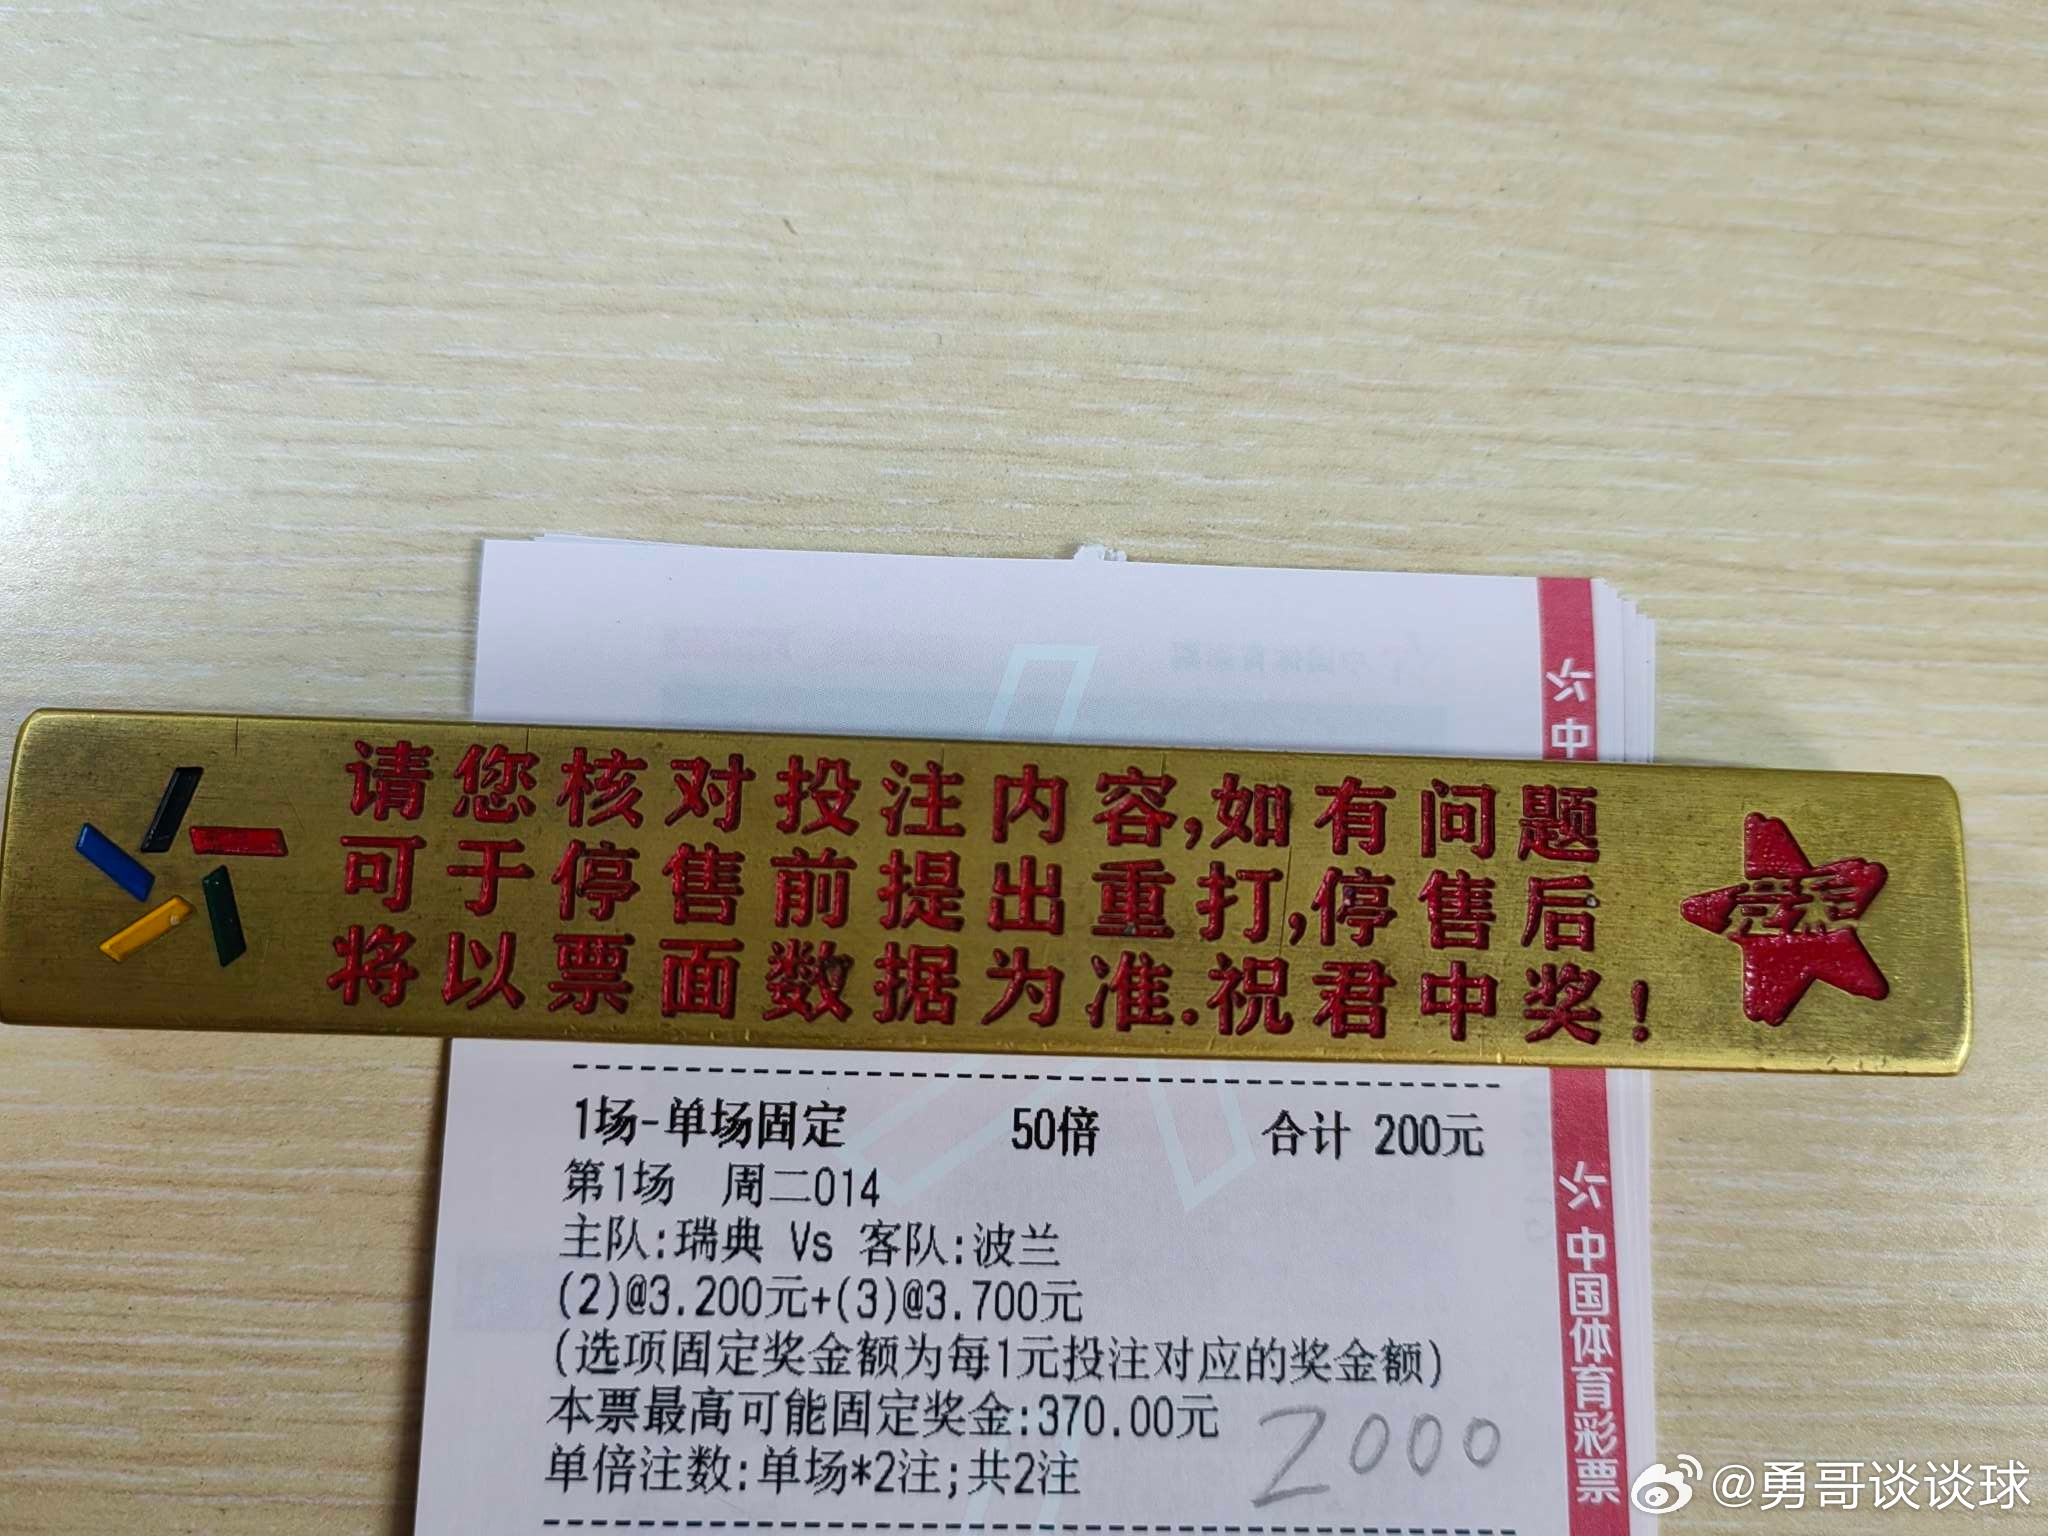 请您核对投注内容,如有问题
可于停售前提出重打,停售后
将以票面数据为准.祝君中奖!
中
1场-单场固定 50倍 合计 200元
第1场 周二014
主队:瑞典 Vs 客队:波兰
(2)@3.200元+(3)@3.700元
(选项固定奖金额为每1元投注对应的奖金额)
本票最高可能固定奖金:370.00元
单倍注数:单场*2注;共2注
2000
中国体育彩票
@勇哥谈谈球